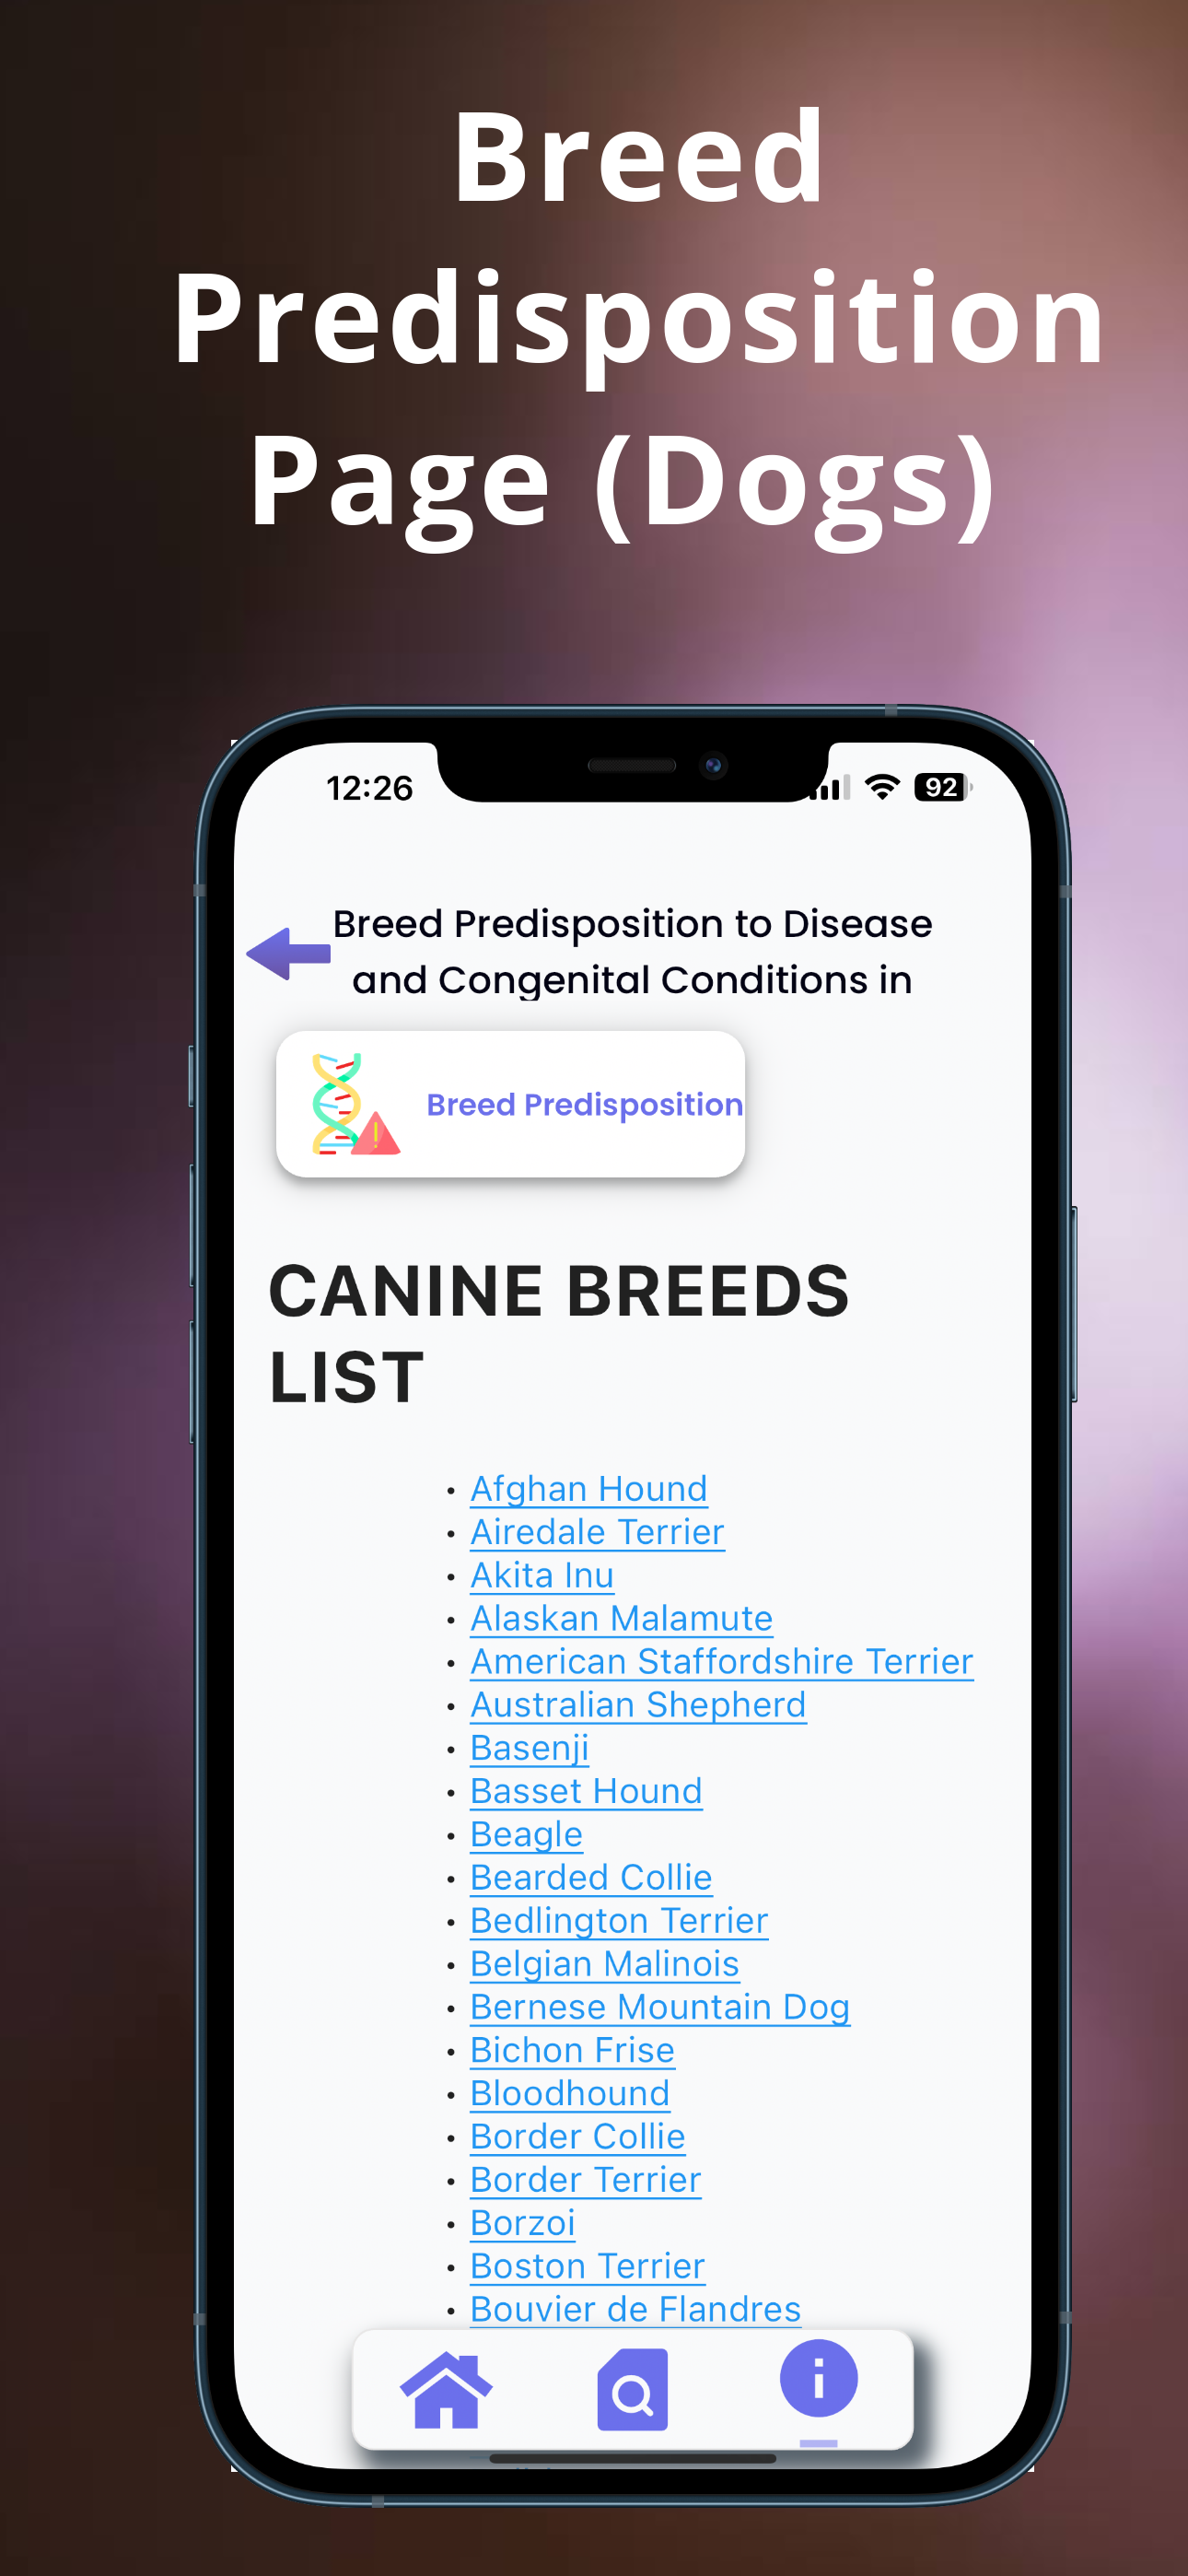 Breed
Predisposition
Page (Dogs)
12:26
92
Breed Predisposition to Disease
and Congenital Conditions in
Breed Predisposition
CANINE BREEDS
LIST
• Afghan Hound
• Airedale Terrier
• Akita Inu
• Alaskan Malamute
• American Staffordshire Terrier
• Australian Shepherd
• Basenji
• Basset Hound
• Beagle
• Bearded Collie
• Bedlington Terrier
• Belgian Malinois
• Bernese Mountain Dog
• Bichon Frise
• Bloodhound
• Border Collie
• Border Terrier
• Borzoi
• Boston Terrier
• Bouvier de Flandres